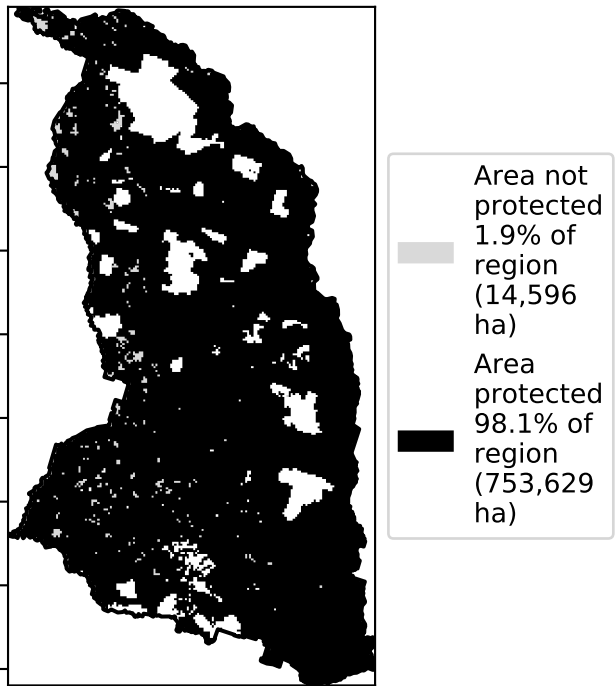 Area not
protected
1.9% of
region
(14,596
ha)
Area
protected
98.1% of
region
(753,629
ha)